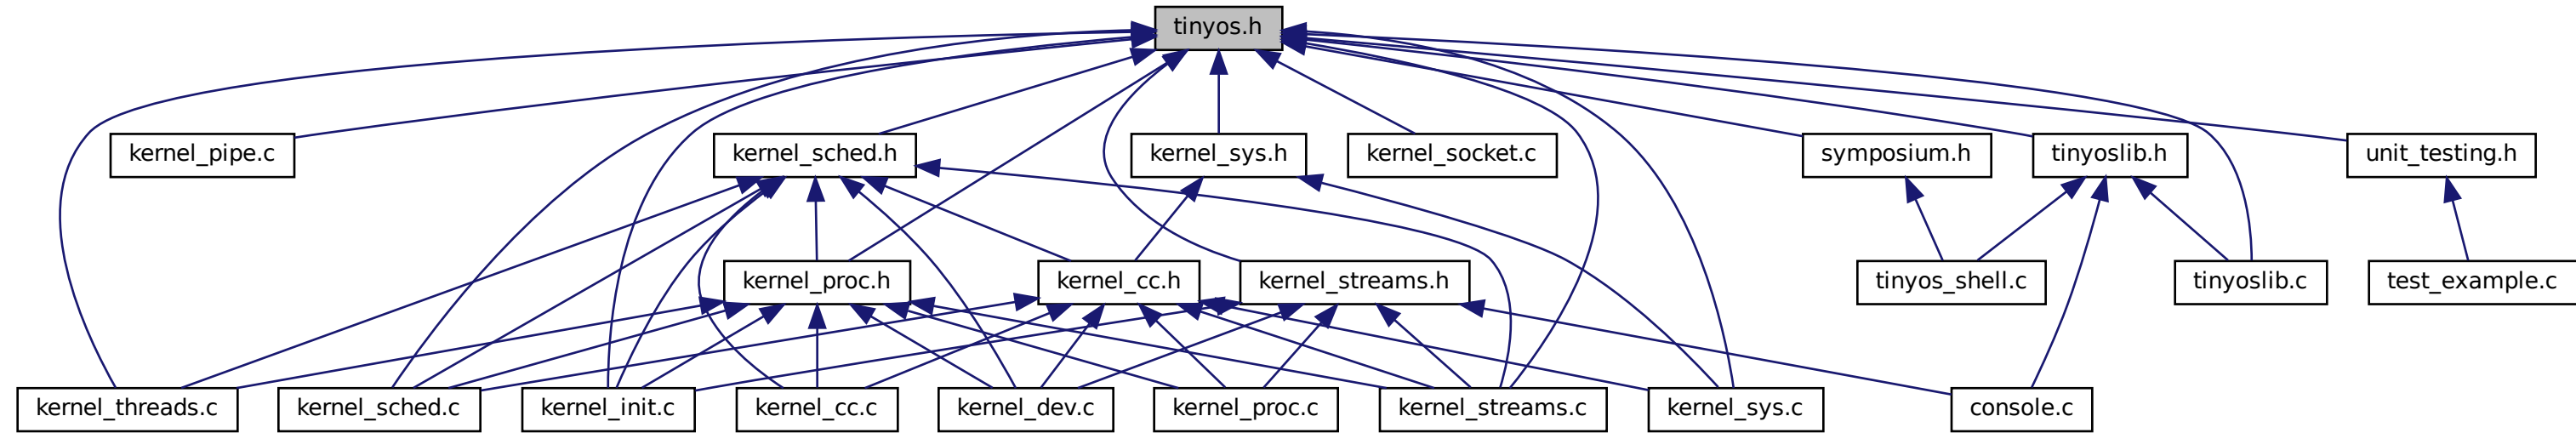 tinyos.h
kernel_pipe.c
kernel_sched.h
kernel_sys.h
kernel_socket.c
symposium.h
tinyoslib.h
unit_testing.h
kernel_proc.h
kernel_cc.h
kernel_streams.h
tinyos_shell.c
tinyoslib.c
test_example.c
kernel_threads.c
kernel_sched.c
kernel_init.c
kernel_cc.c
kernel_dev.c
kernel_proc.c
kernel_streams.c
kernel_sys.c
console.c